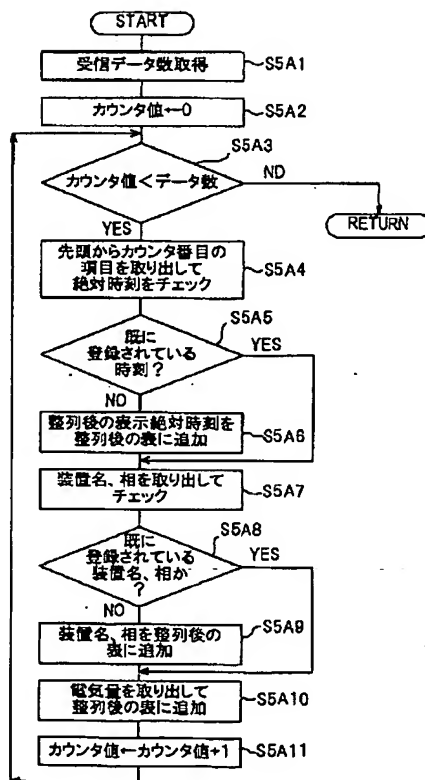 START
受信データ数取得
S5A1
カウンタ値←0
S5A2
S5A3
カウンタ値<データ数
ND
YES
RETURN
先頭からカウンタ番目の
項目を取り出して
絶対時刻をチェック
S5A4
S5A5
既に
登録されている
時刻?
YES
NO
整列後の表示絶対時刻を
整列後の表に追加
S5A6
装置名、相を取り出して
チェック
S5A7
S5A8
既に
登録されている
装置名、相か
?
YES
NO
装置名、相を整列後の
表に追加
S5A9
電気量を取り出して
整列後の表に追加
S5A10
カウンタ値←カウンタ値+1
S5A11